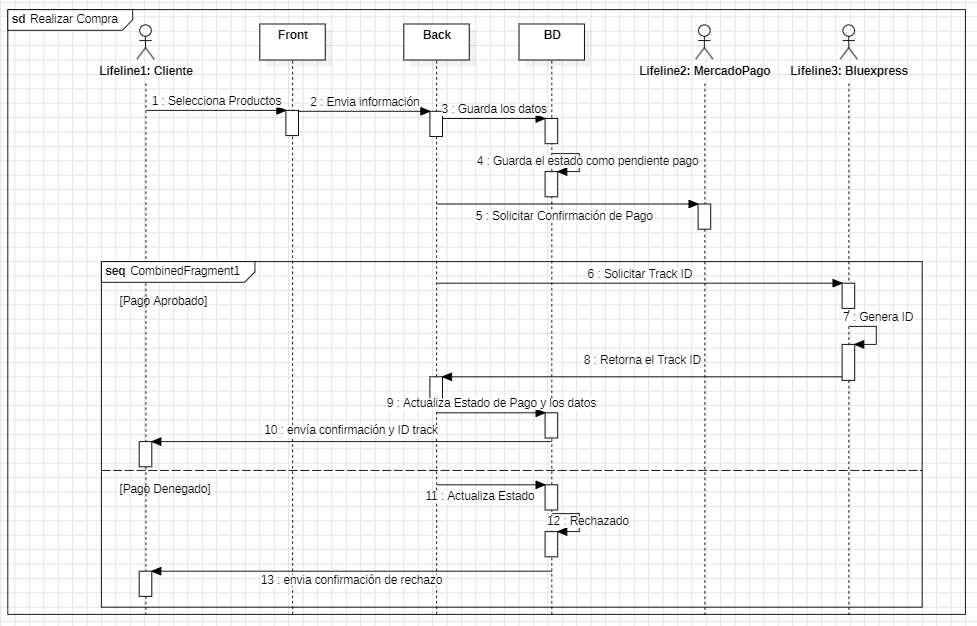 sd Realizar Compra
Front
Back
BD
Lifeline1: Cliente
Lifeline2: MercadoPago
Lifeline3: Bluexpress
1 : Selecciona Productos
2 : Envia información
3 : Guarda los datos
4 : Guarda el estado como pendiente pago
5 : Solicitar Confirmación de Pago
seq CombinedFragment1
6 : Solicitar Track ID
[Pago Aprobado]
7 : Genera ID
8 : Retorna el Track ID
9 : Actualiza Estado de Pago y los datos
10 : envía confirmación y ID track
[Pago Denegado]
11 : Actualiza Estado
12 : Rechazado
13 : envia confirmación de rechazo